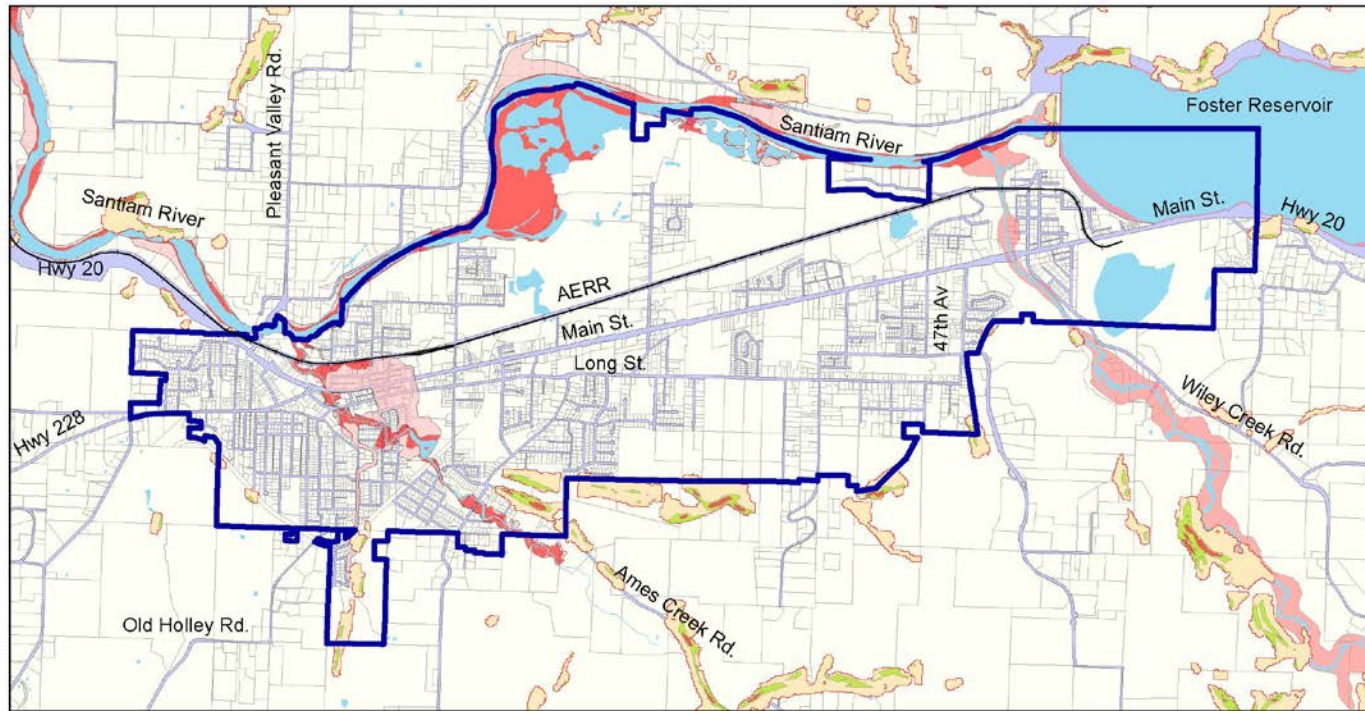 Foster Reservoir
Pleasant Valley Rd.
Santiam River
Santiam River
Main St.
Hwy 20
Hwy 20
AERR
Main St.
47th Av
Long St.
Wiley Creek Rd.
Hwy 228
Ames Creek Rd.
Old Holley Rd.